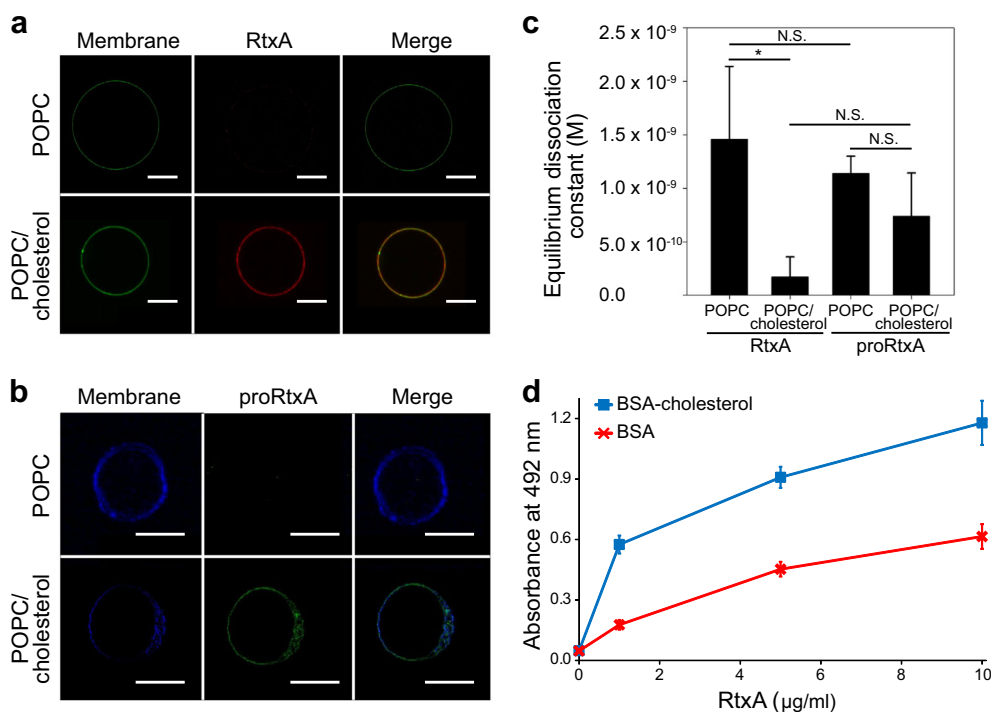 a
Membrane RtxA Merge
POPC
POPC/
cholesterol
b
Membrane proRtxA Merge
POPC
POPC/
cholesterol
c
Equilibrium dissociation
constant (M)
2.5 x 10⁻⁹
2.0 x 10⁻⁹
1.5 x 10⁻⁹
1.0 x 10⁻⁹
5.0 x 10⁻¹⁰
0.0
N.S.
*
N.S.
N.S.
POPC POPC/ POPC POPC/
cholesterol cholesterol
RtxA proRtxA
d
BSA-cholesterol
BSA
Absorbance at 492 nm
1.2
0.9
0.6
0.3
0.0
0 2 4 6 8 10
RtxA (µg/ml)